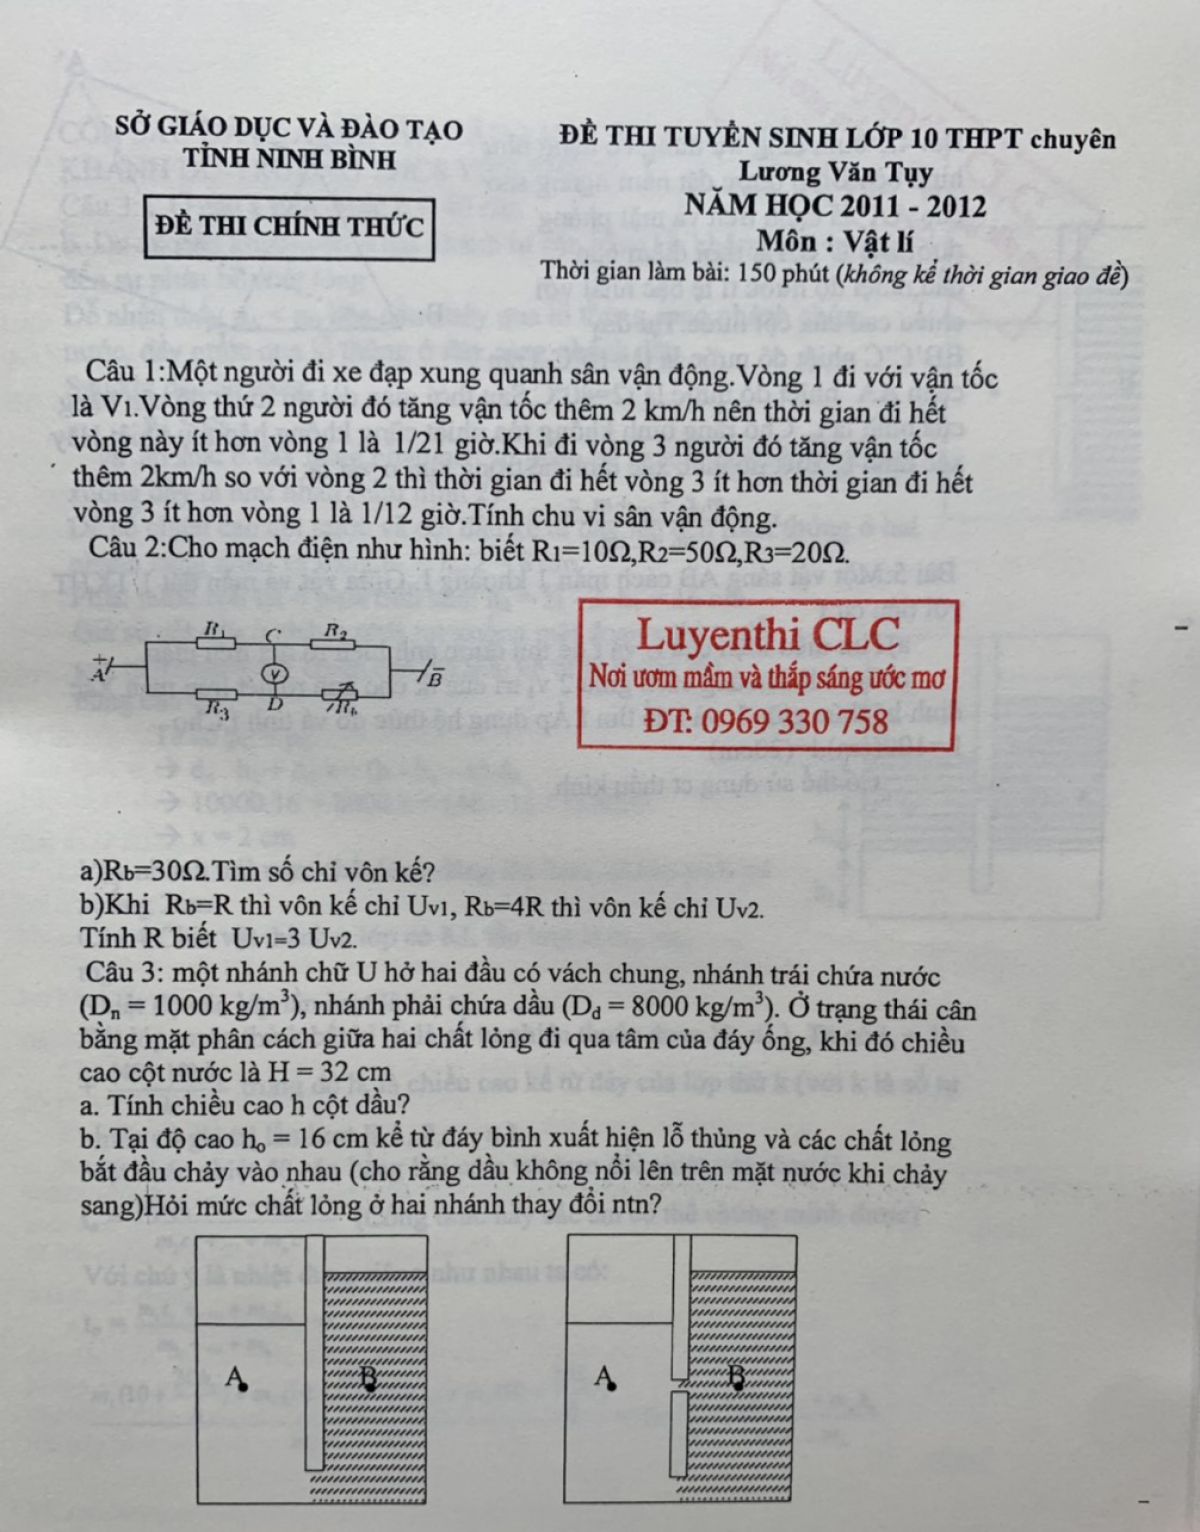 SỞ GIÁO DỤC VÀ ĐÀO TẠO
TỈNH NINH BÌNH
ĐỀ THI CHÍNH THỨC
ĐỀ THI TUYỂN SINH LỚP 10 THPT chuyên
Lương Văn Tụy
NĂM HỌC 2011 - 2012
Môn : Vật lí
Thời gian làm bài: 150 phút (không kể thời gian giao đề)
Câu 1:Một người đi xe đạp xung quanh sân vận động.Vòng 1 đi với vận tốc
là V1.Vòng thứ 2 người đó tăng vận tốc thêm 2 km/h nên thời gian đi hết
vòng này ít hơn vòng 1 là 1/21 giờ.Khi đi vòng 3 người đó tăng vận tốc
thêm 2km/h so với vòng 2 thì thời gian đi hết vòng 3 ít hơn thời gian đi hết
vòng 3 ít hơn vòng 1 là 1/12 giờ.Tính chu vi sân vận động.
Câu 2:Cho mạch điện như hình: biết R1=10Ω,R2=50Ω,R3=20Ω.
R1 C R2
+ A V - B
R3 D Rb
Luyenthi CLC
Nơi ươm mầm và thắp sáng ước mơ
ĐT: 0969 330 758
a)Rb=30Ω.Tìm số chỉ vôn kế?
b)Khi Rb=R thì vôn kế chỉ Uv1, Rb=4R thì vôn kế chỉ Uv2.
Tính R biết Uv1=3 Uv2.
Câu 3: một nhánh chữ U hở hai đầu có vách chung, nhánh trái chứa nước
(Dn = 1000 kg/m³), nhánh phải chứa dầu (Dd = 8000 kg/m³). Ở trạng thái cân
bằng mặt phân cách giữa hai chất lỏng đi qua tâm của đáy ống, khi đó chiều
cao cột nước là H = 32 cm
a. Tính chiều cao h cột dầu?
b. Tại độ cao ho = 16 cm kể từ đáy bình xuất hiện lỗ thủng và các chất lỏng
bắt đầu chảy vào nhau (cho rằng dầu không nổi lên trên mặt nước khi chảy
sang)Hỏi mức chất lỏng ở hai nhánh thay đổi ntn?
A B
A B